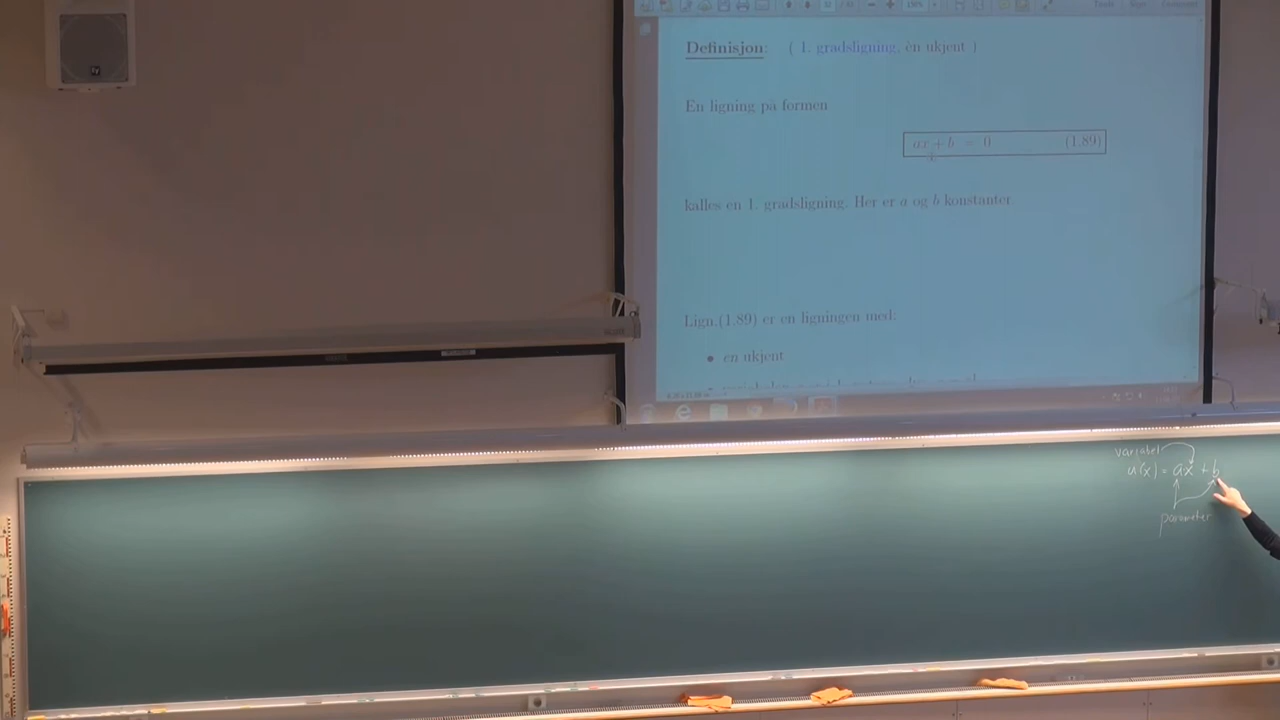 Definisjon: ( 1. gradsligning, èn ukjent )
En ligning på formen
ax + b = 0 (1.89)
kalles en 1. gradsligning. Her er a og b konstanter.
Lign.(1.89) er en ligningen med:
• en ukjent
variabel
u(x) = ax + b
parameter